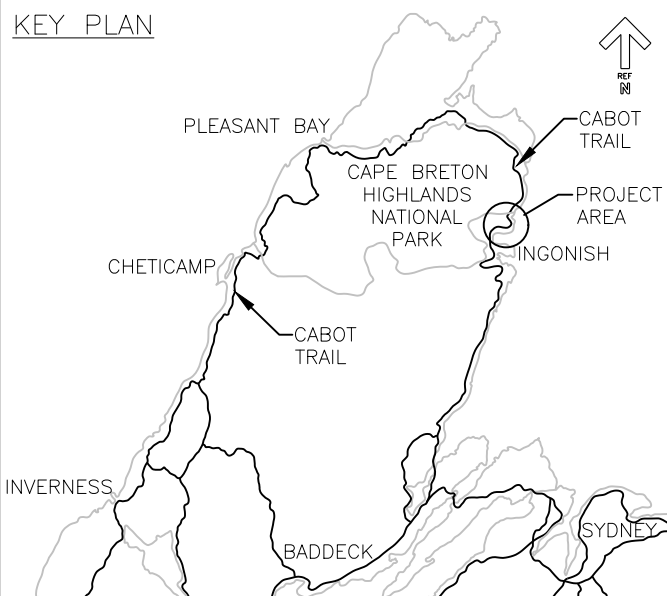 KEY PLAN
REF
N
PLEASANT BAY
CABOT
TRAIL
CAPE BRETON
HIGHLANDS
NATIONAL
PARK
PROJECT
AREA
INGONISH
CHETICAMP
CABOT
TRAIL
INVERNESS
BADDECK
SYDNEY